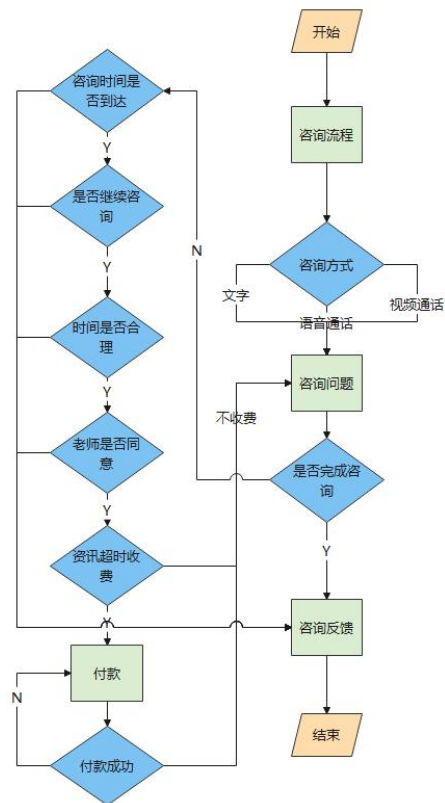 开始
咨询流程
咨询方式
文字
语音通话
视频通话
咨询问题
不收费
是否完成咨
询
N
Y
咨询反馈
结束
咨询时间是
否到达
Y
是否继续咨
询
Y
时间是否合
理
Y
老师是否同
意
Y
资讯超时收
费
Y
付款
N
付款成功